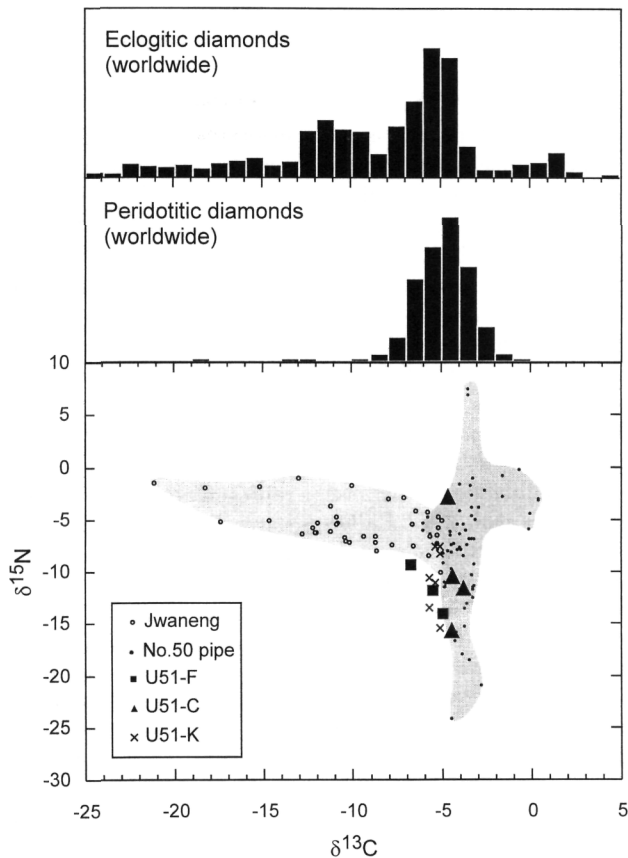 Eclogitic diamonds
(worldwide)
Peridotitic diamonds
(worldwide)
10
5
0
-5
-10
-15
-20
-25
-30
δ15N
Jwaneng
No.50 pipe
U51-F
U51-C
U51-K
-25 -20 -15 -10 -5 0 5
δ13C